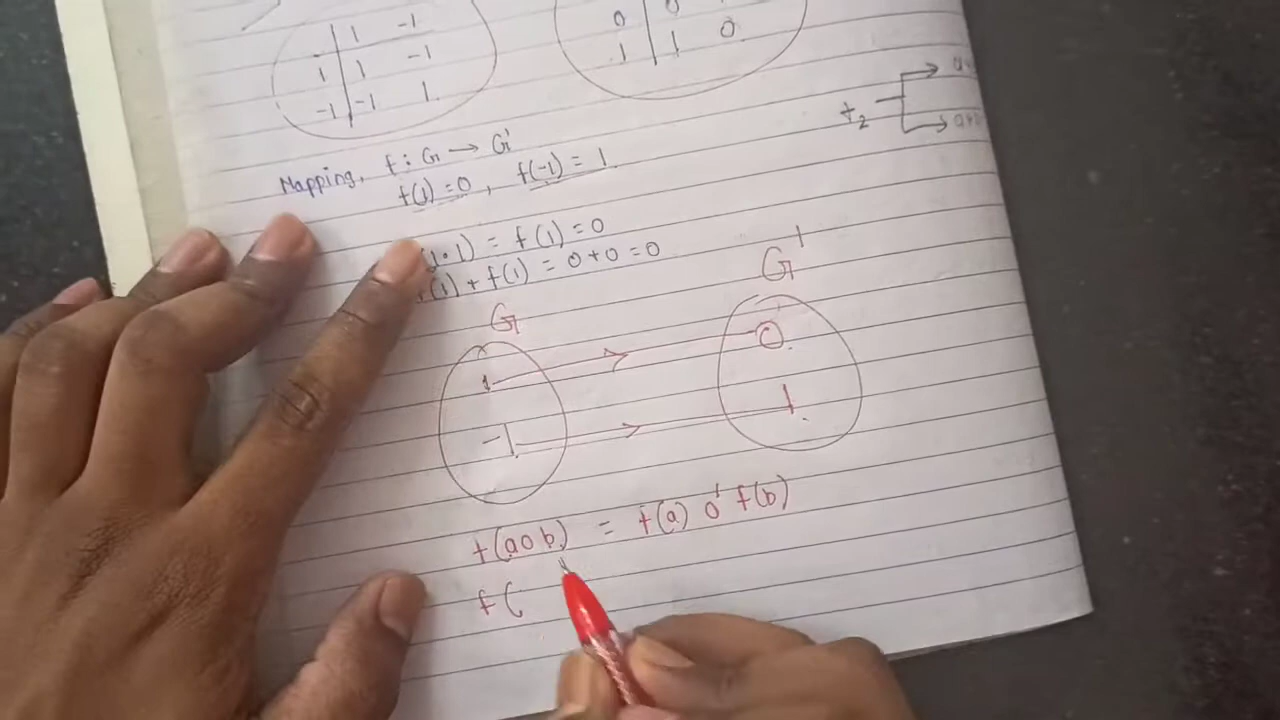 · | 1 -1
1 | 1 -1
-1 | -1 1
0 | 0
1 | 1 0
+₂
Mapping, f : G → G'
f(1) = 0 , f(-1) = 1
(1·1) = f(1) = 0
(1) + f(1) = 0+0 = 0
G G'
1 0
-1 1
f(a o b) = f(a) o' f(b)
f (